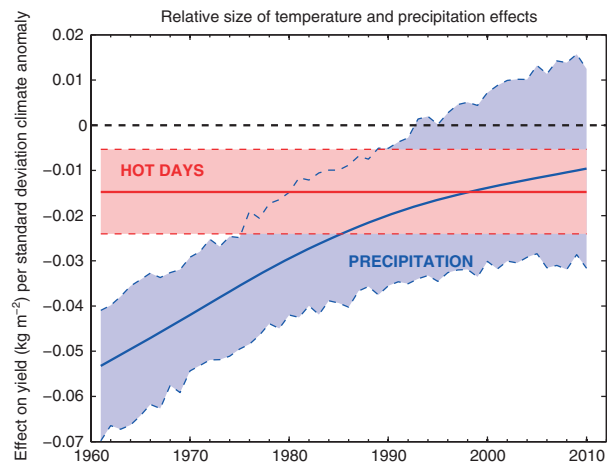 Relative size of temperature and precipitation effects
Effect on yield (kg m⁻²) per standard deviation climate anomaly
0.02
0.01
0
−0.01
−0.02
−0.03
−0.04
−0.05
−0.06
−0.07
HOT DAYS
PRECIPITATION
1960 1970 1980 1990 2000 2010